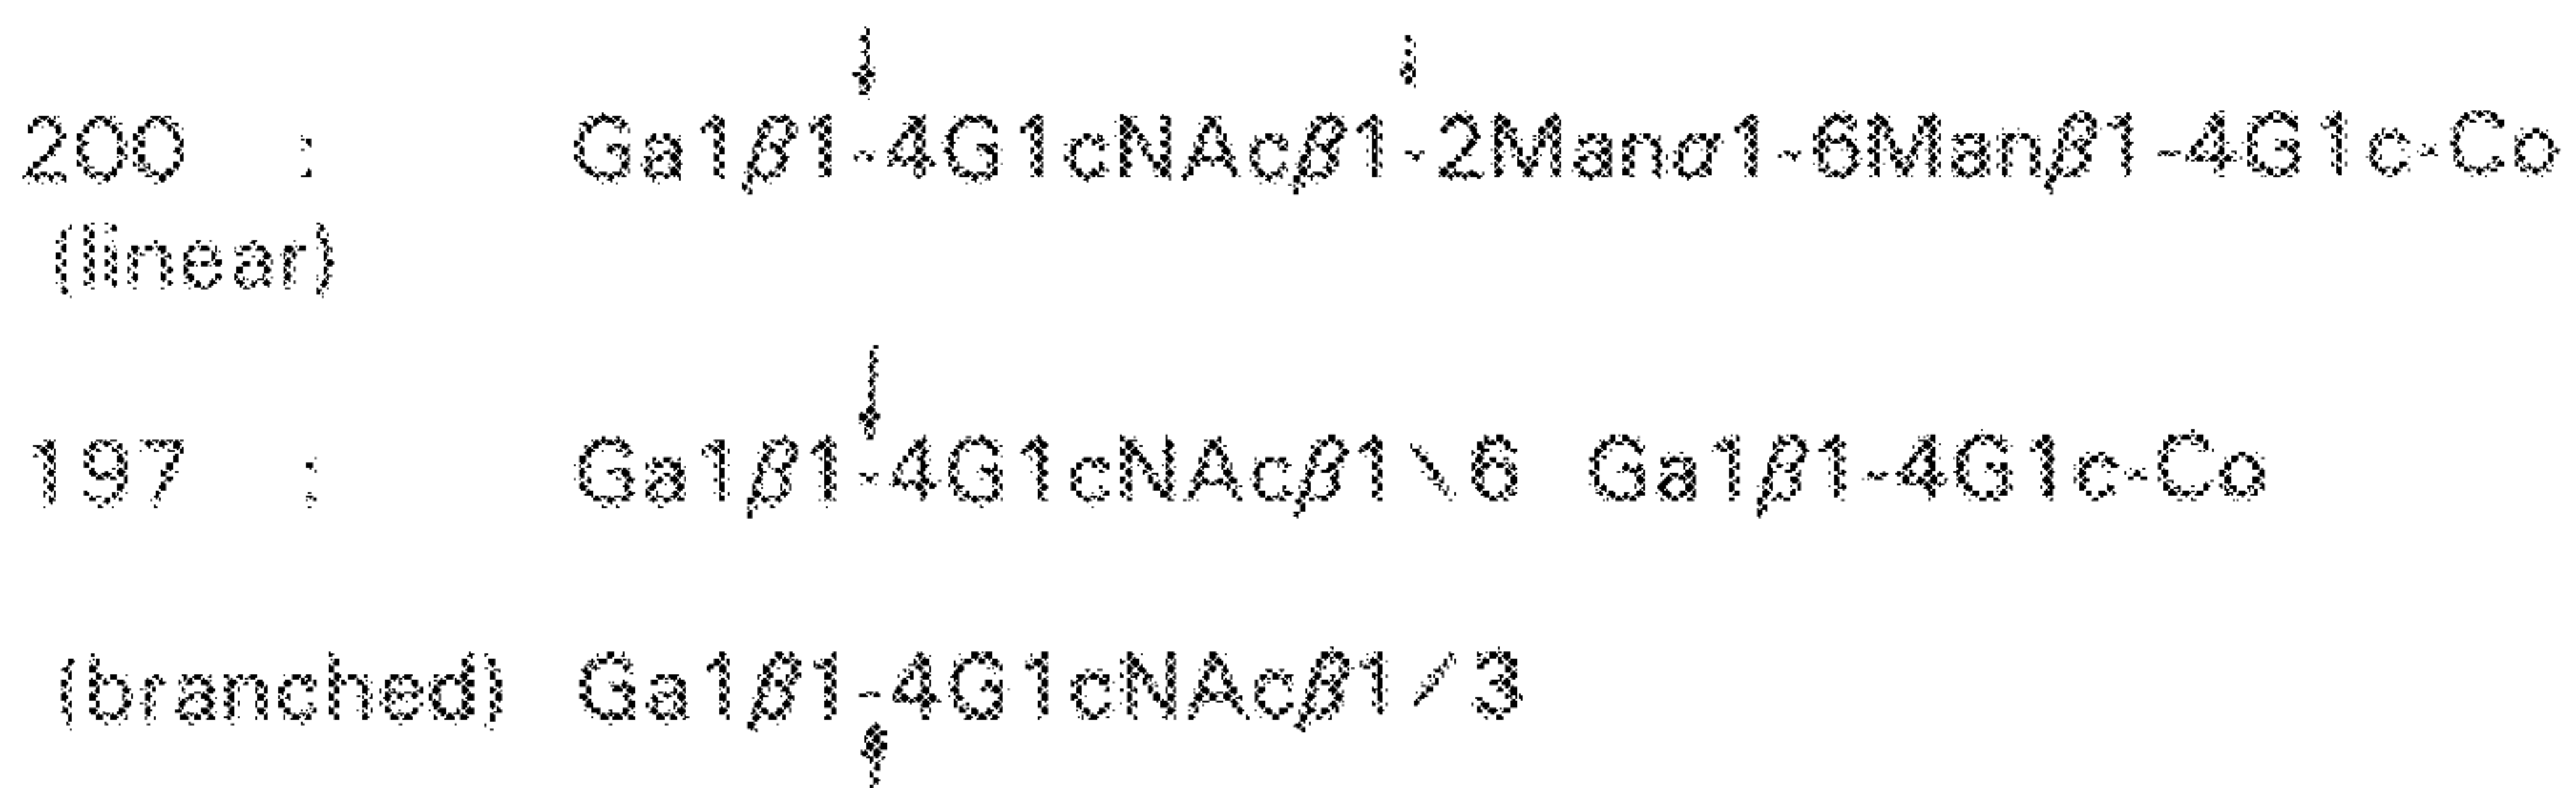 200 : Ga1β1-4G1cNAcβ1-2Manα1-6Manβ1-4G1c-Co
(linear)
197 : Ga1β1-4G1cNAcβ1\6 Ga1β1-4G1c-Co
(branched) Ga1β1-4G1cNAcβ1/3